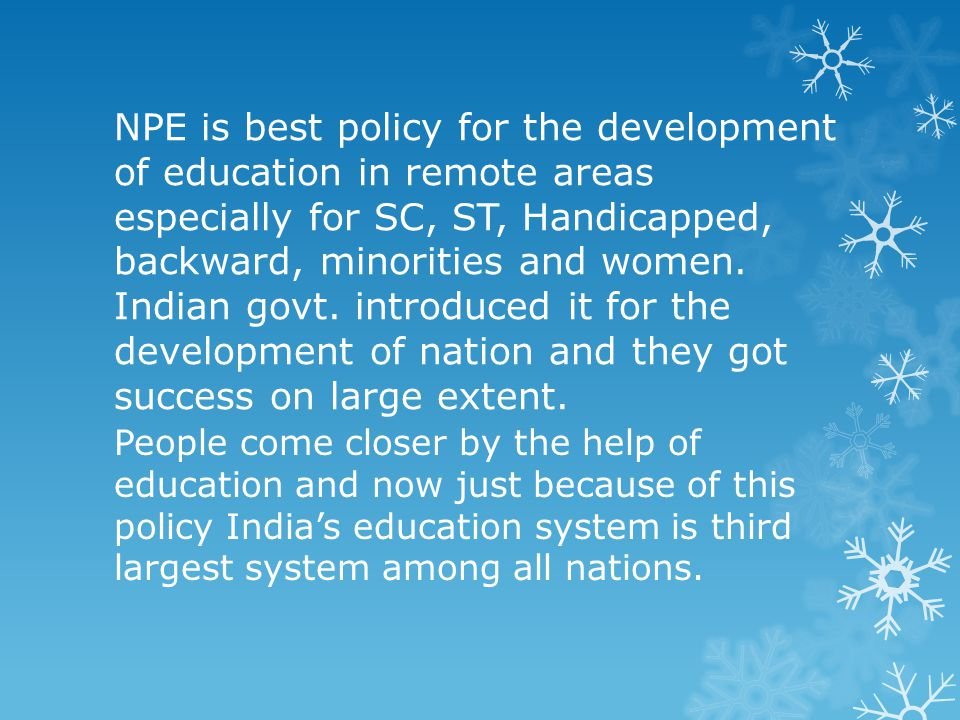 NPE is best policy for the development
of education in remote areas
especially for SC, ST, Handicapped,
backward, minorities and women.
Indian govt. introduced it for the
development of nation and they got
success on large extent.
People come closer by the help of
education and now just because of this
policy India’s education system is third
largest system among all nations.